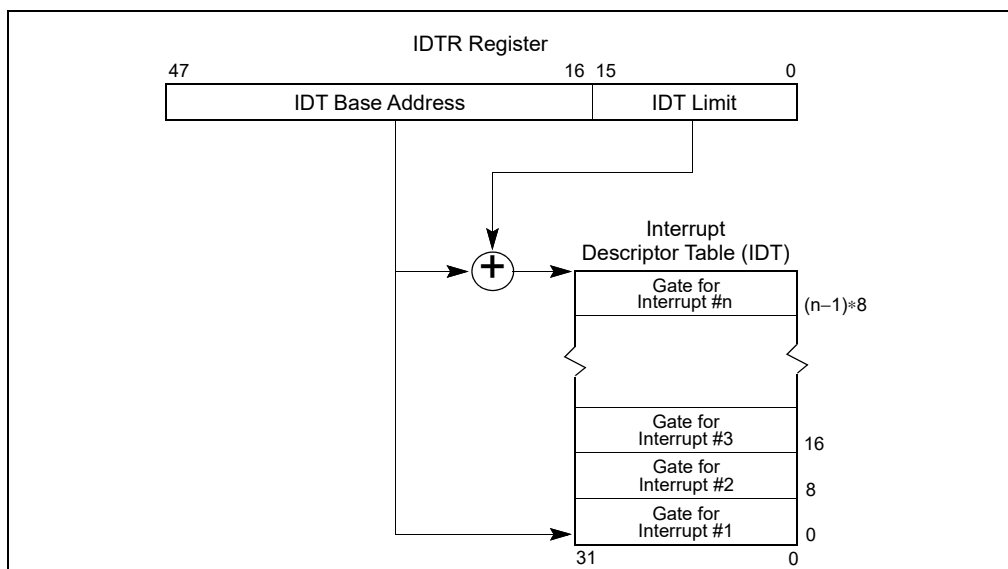 IDTR Register
47 16 15 0
IDT Base Address IDT Limit
+
Interrupt
Descriptor Table (IDT)
Gate for
Interrupt #n
(n−1)∗8
Gate for
Interrupt #3
16
Gate for
Interrupt #2
8
Gate for
Interrupt #1
0
31 0